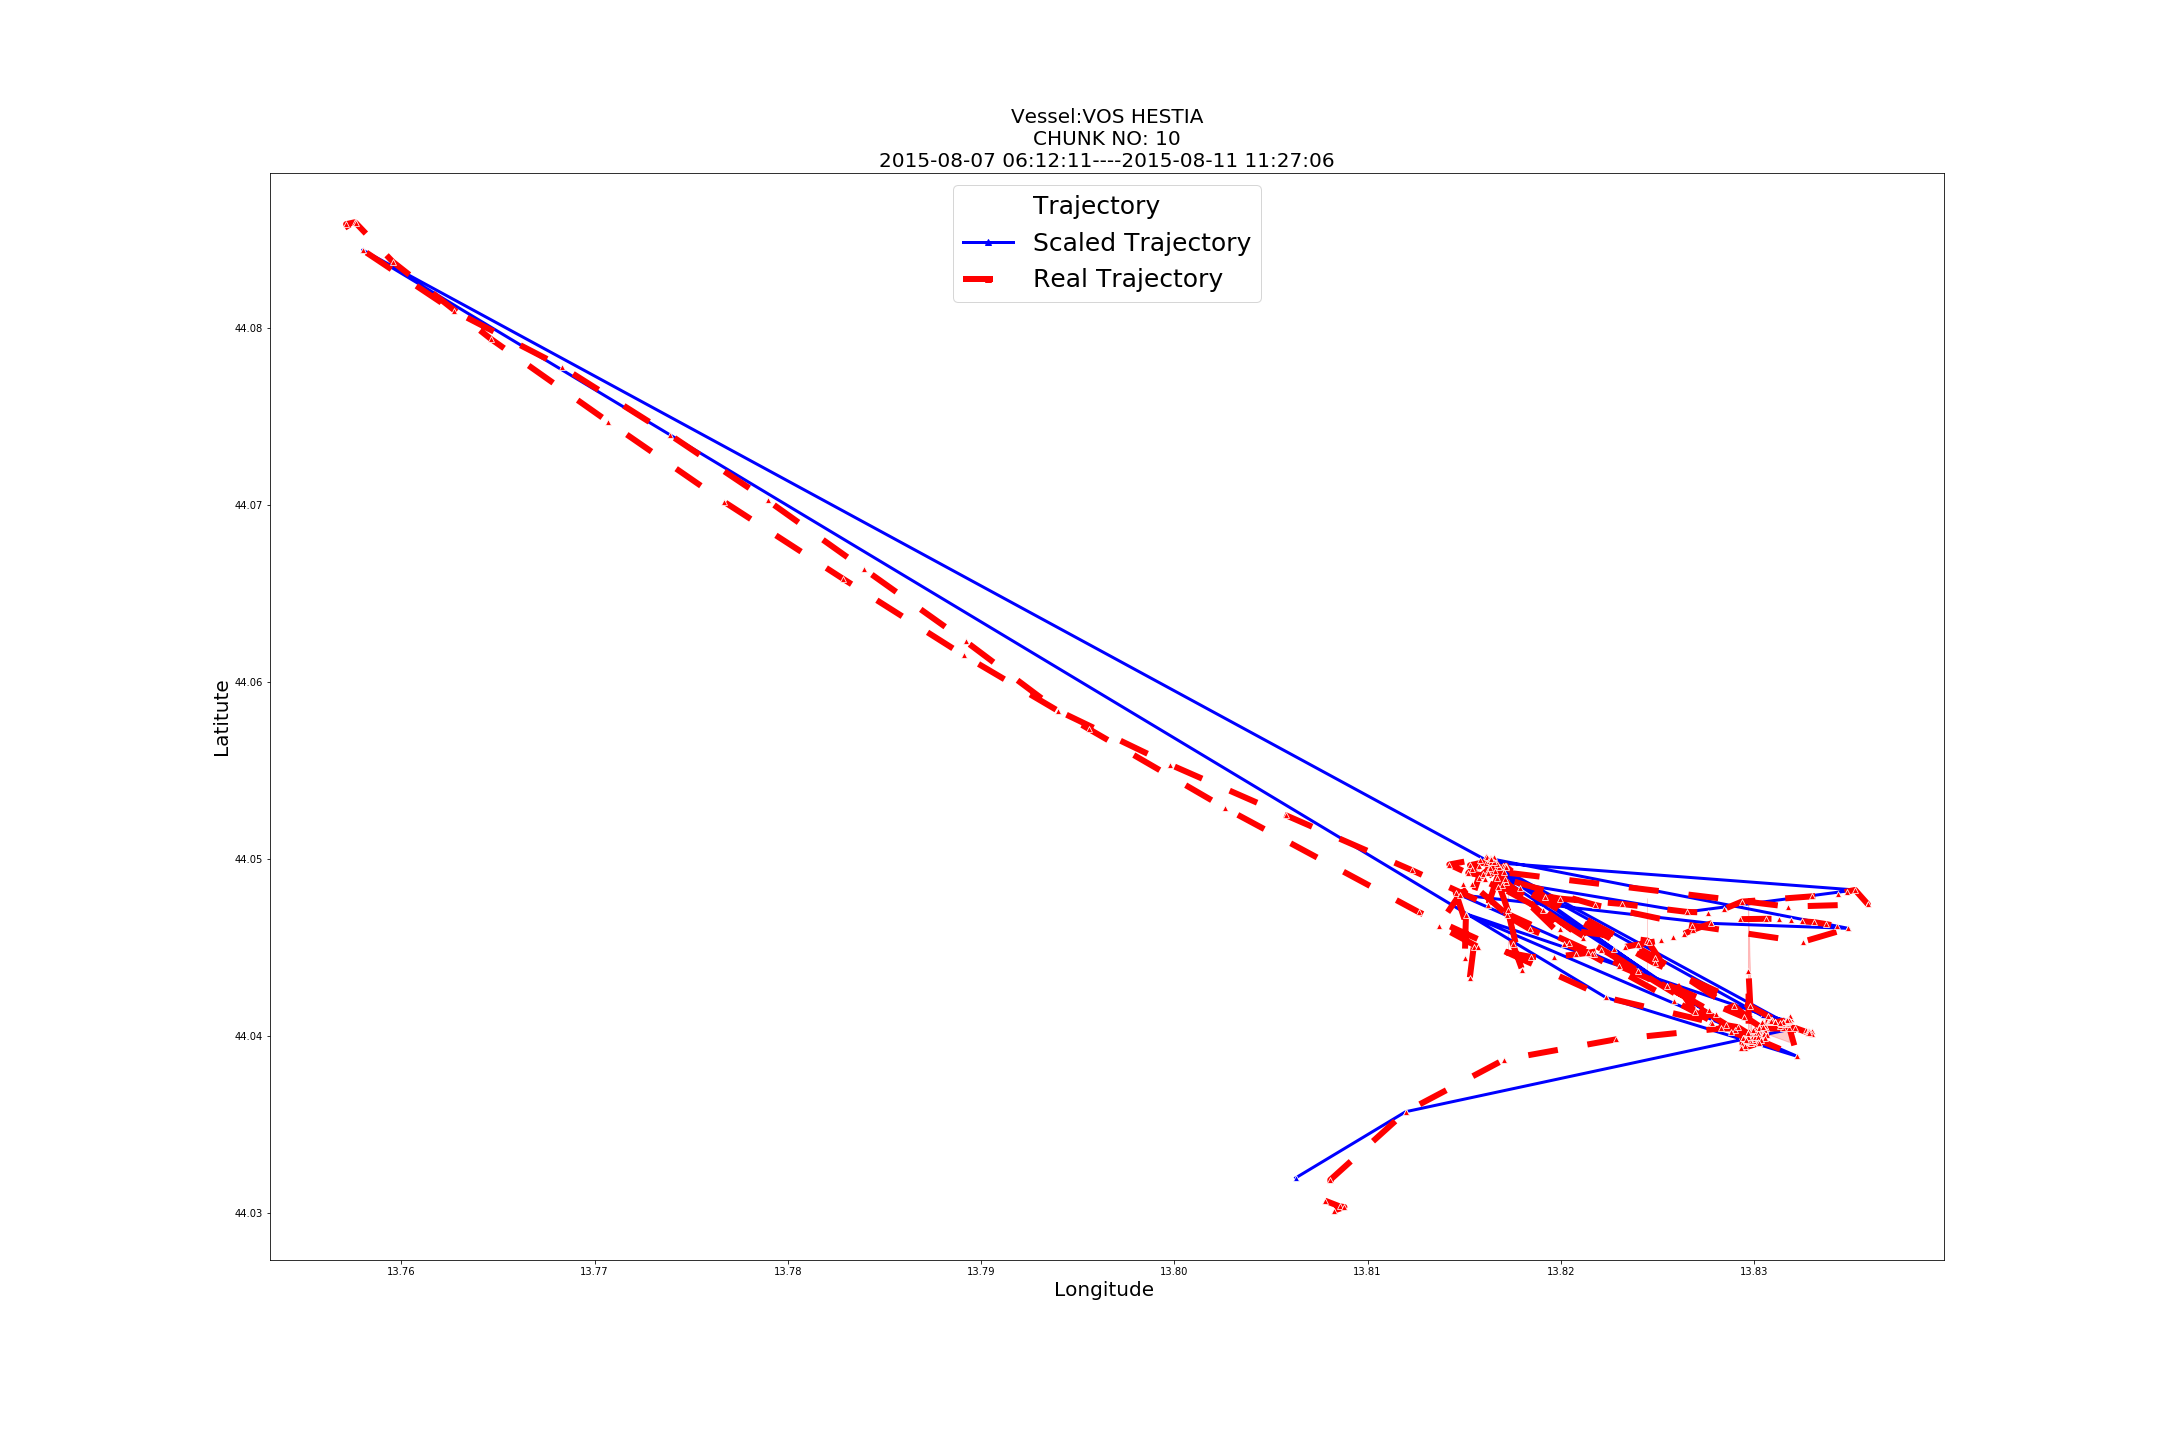 Vessel:VOS HESTIA
CHUNK NO: 10
2015-08-07 06:12:11----2015-08-11 11:27:06
Trajectory
Scaled Trajectory
Real Trajectory
44.08
44.07
44.06
44.05
44.04
44.03
Latitute
13.76 13.77 13.78 13.79 13.80 13.81 13.82 13.83
Longitude